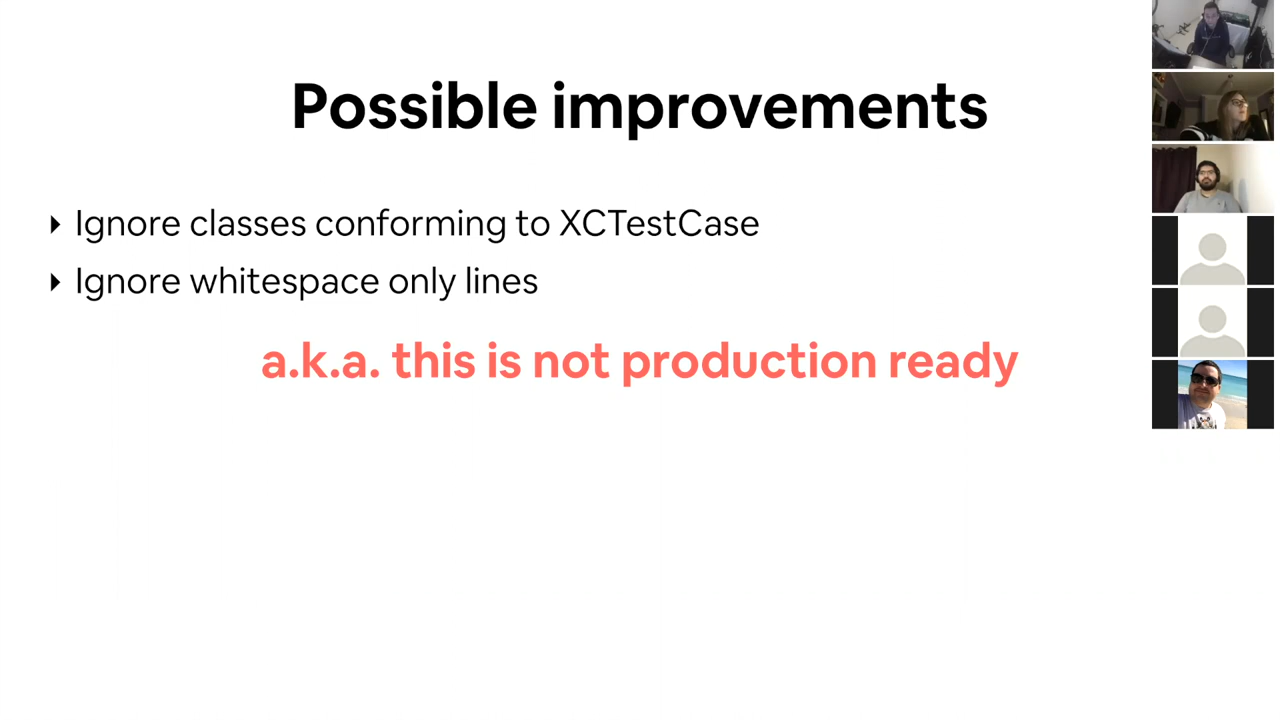 Possible improvements
‣ Ignore classes conforming to XCTestCase
‣ Ignore whitespace only lines
a.k.a. this is not production ready